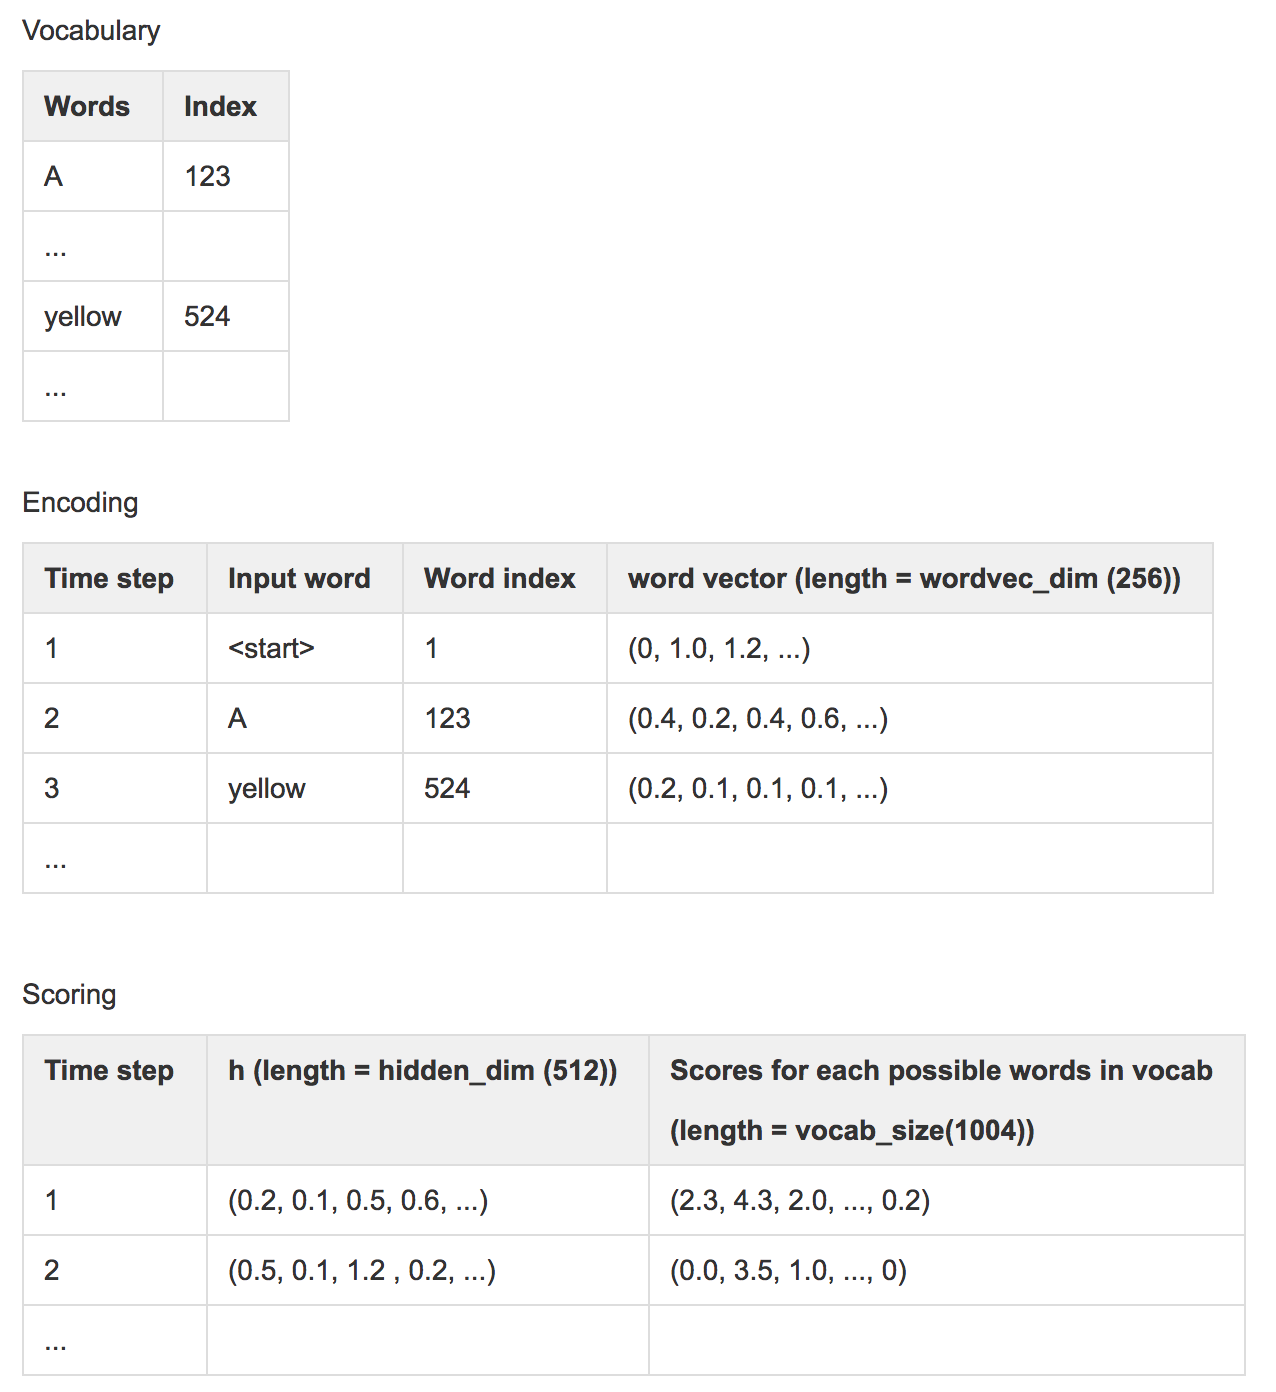 Vocabulary
Words Index
A 123
...
yellow 524
...
Encoding
Time step Input word Word index word vector (length = wordvec_dim (256))
1 <start> 1 (0, 1.0, 1.2, ...)
2 A 123 (0.4, 0.2, 0.4, 0.6, ...)
3 yellow 524 (0.2, 0.1, 0.1, 0.1, ...)
...
Scoring
Time step h (length = hidden_dim (512)) Scores for each possible words in vocab
(length = vocab_size(1004))
1 (0.2, 0.1, 0.5, 0.6, ...) (2.3, 4.3, 2.0, ..., 0.2)
2 (0.5, 0.1, 1.2 , 0.2, ...) (0.0, 3.5, 1.0, ..., 0)
...